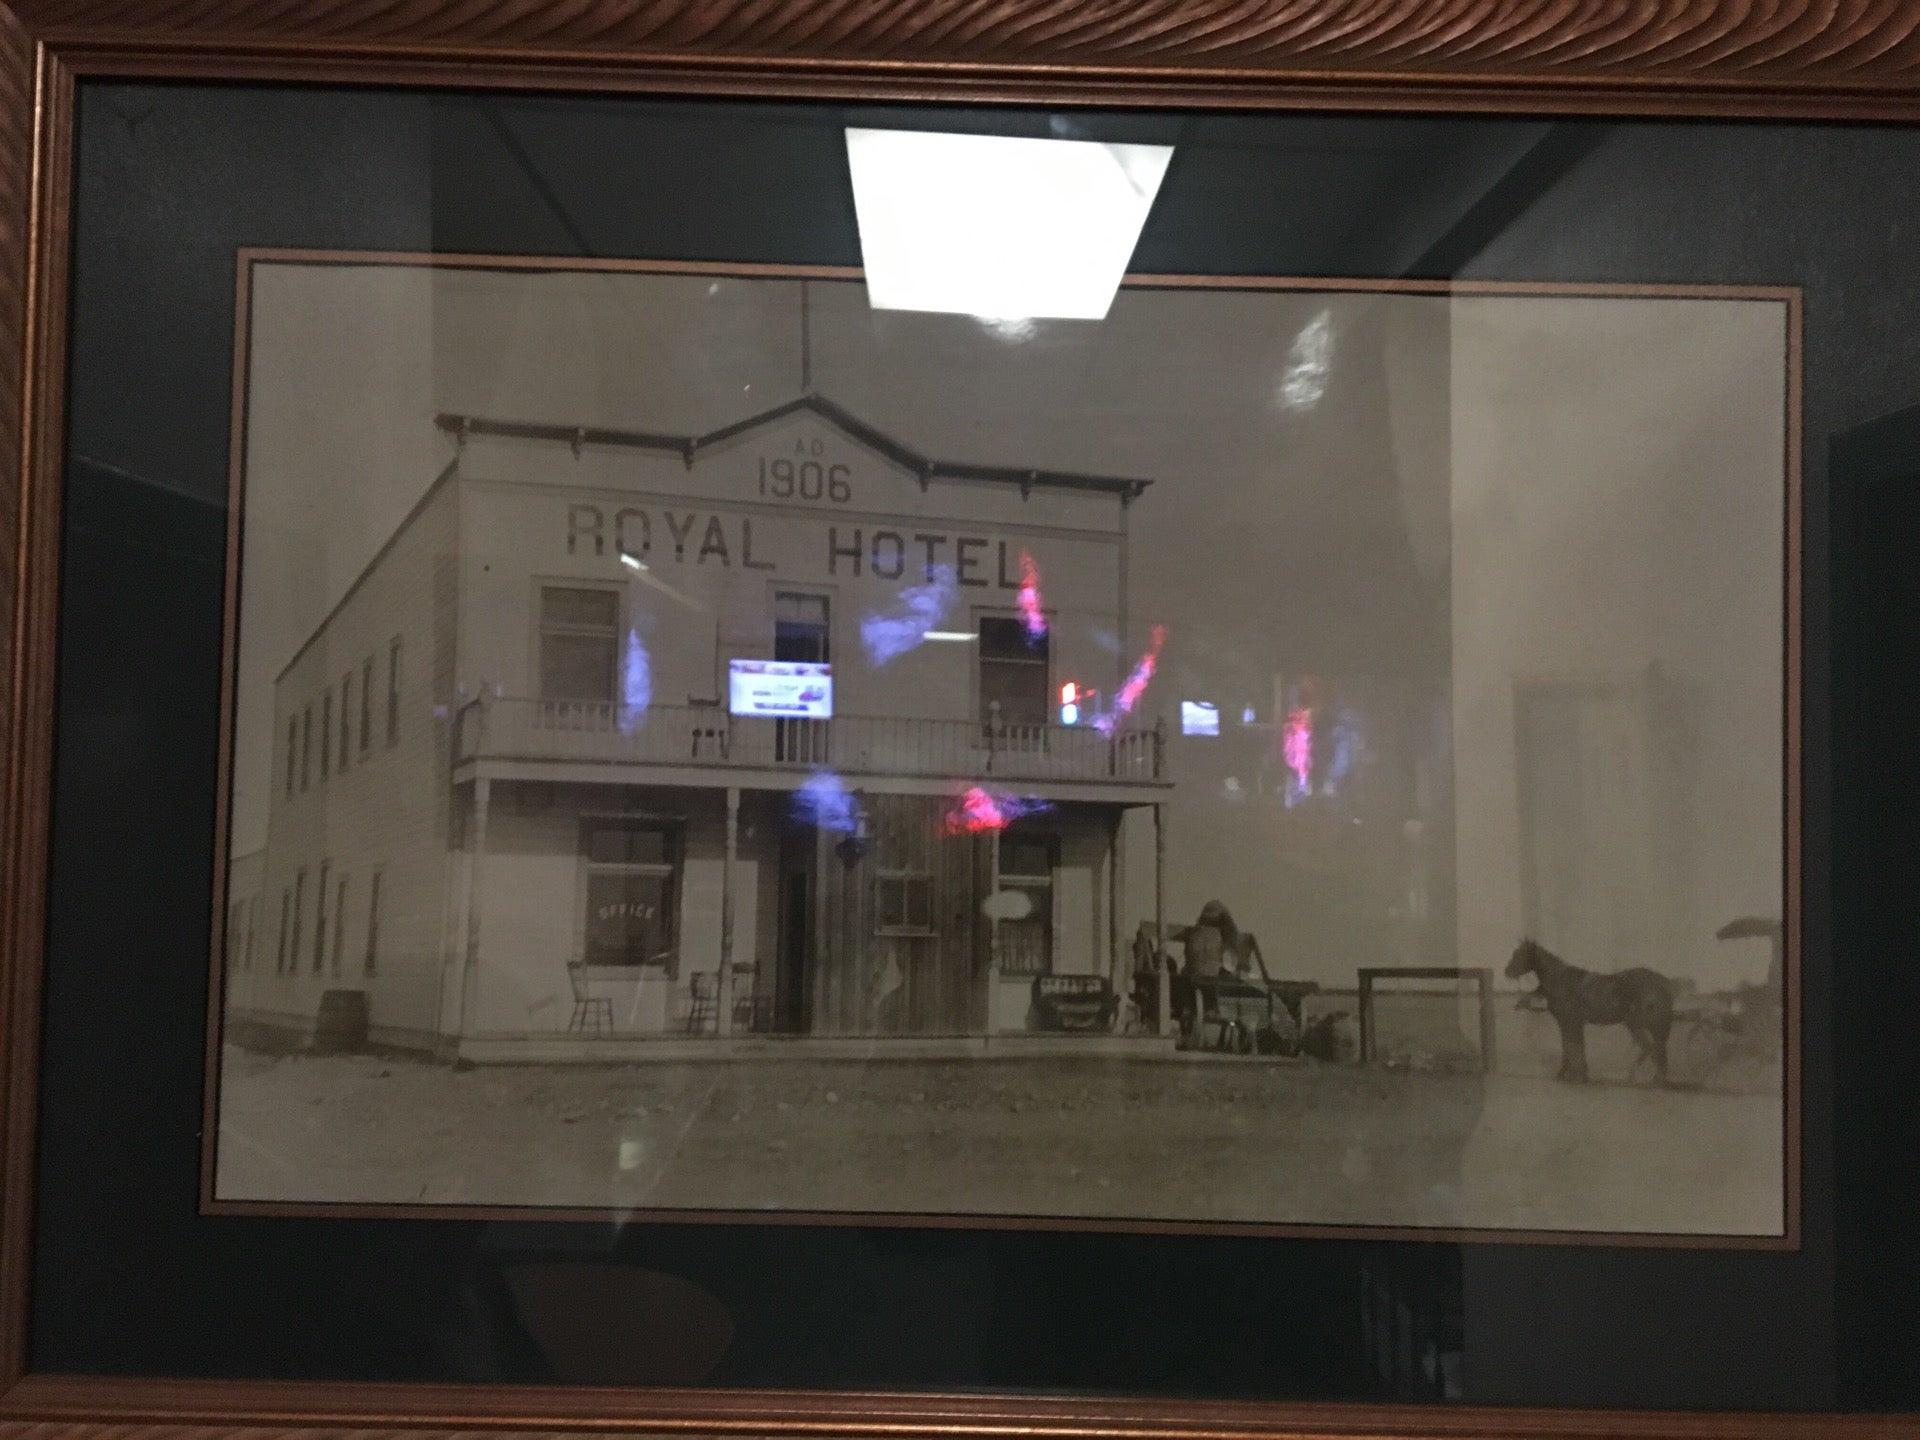 A.D.
1906
ROYAL HOTEL
OFFICE